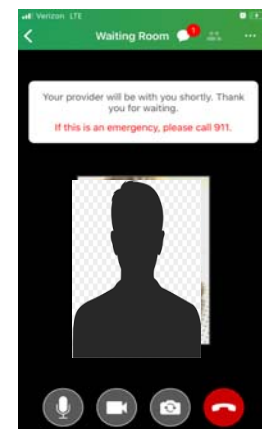 Verizon LTE
Waiting Room
1
Your provider will be with you shortly. Thank
you for waiting.
If this is an emergency, please call 911.